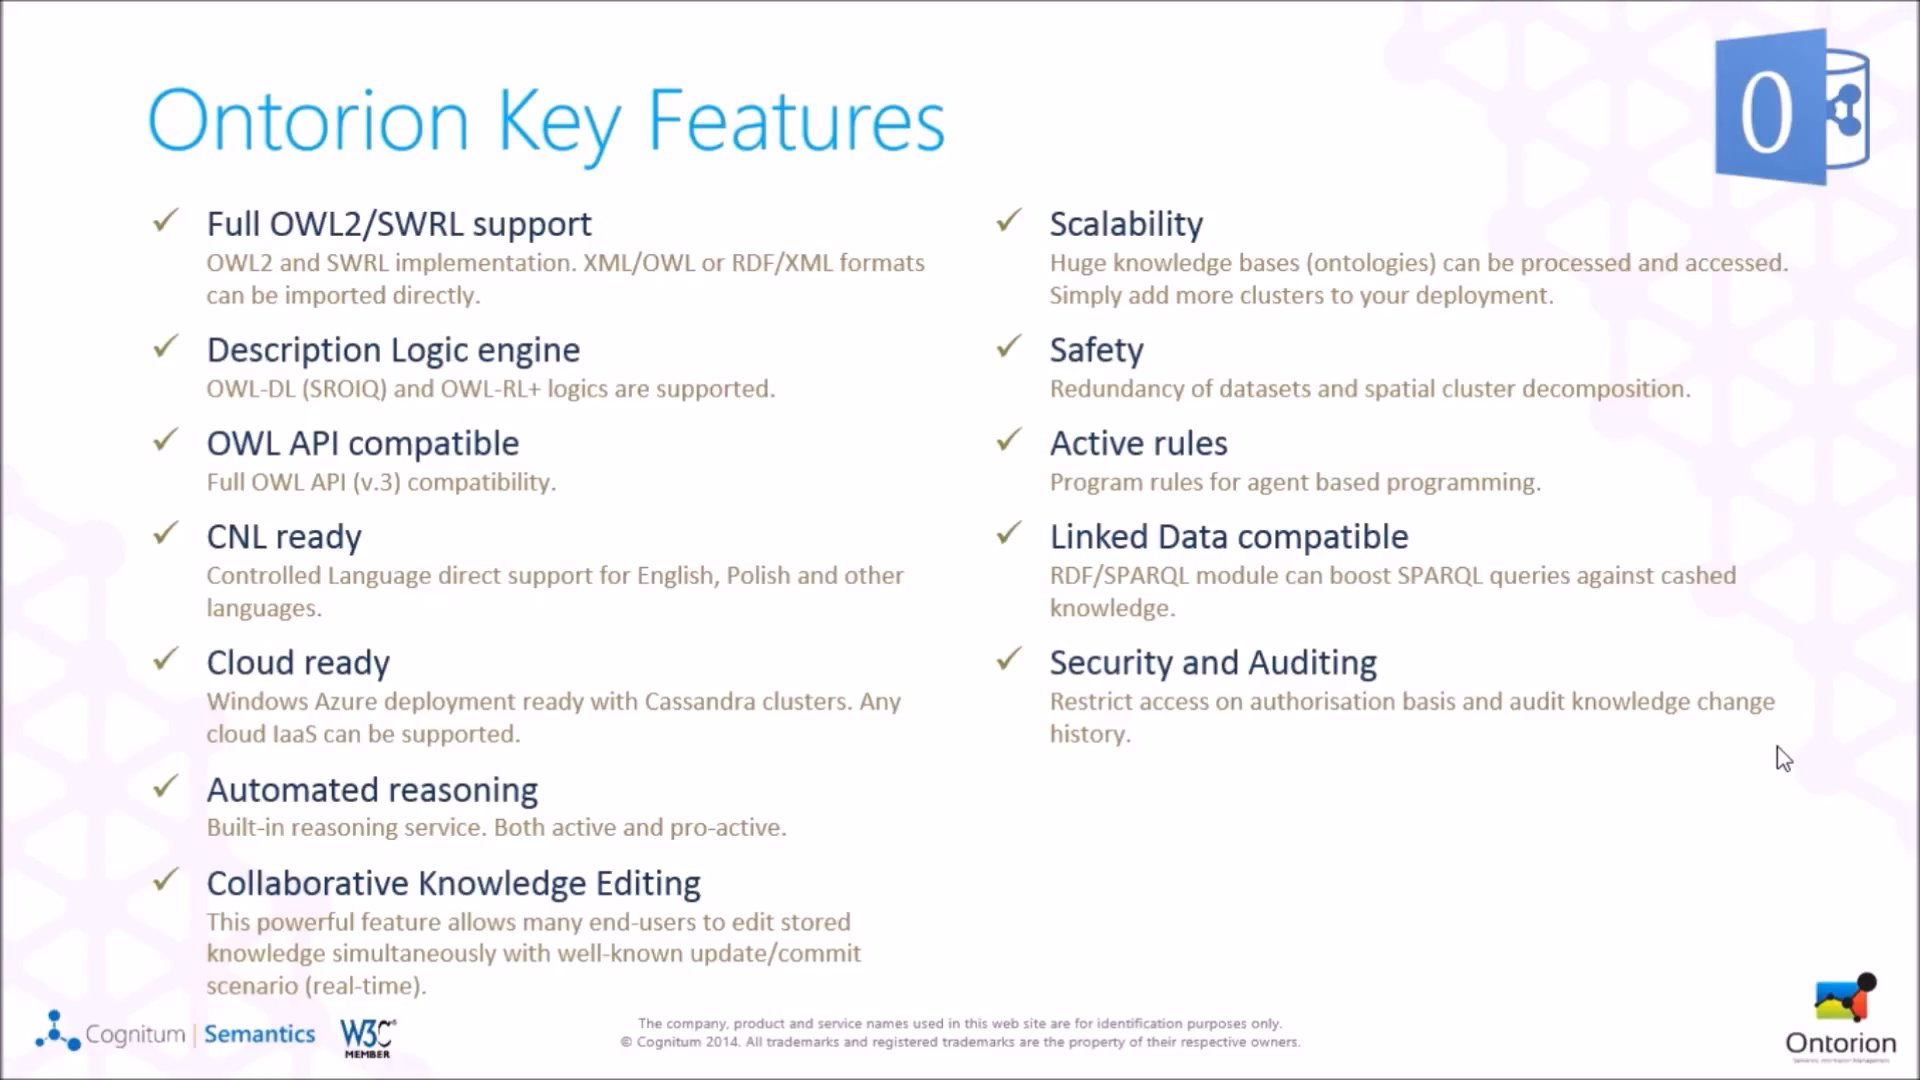 Ontorion Key Features
0
Full OWL2/SWRL support
OWL2 and SWRL implementation. XML/OWL or RDF/XML formats
can be imported directly.
Description Logic engine
OWL-DL (SROIQ) and OWL-RL+ logics are supported.
OWL API compatible
Full OWL API (v.3) compatibility.
CNL ready
Controlled Language direct support for English, Polish and other
languages.
Cloud ready
Windows Azure deployment ready with Cassandra clusters. Any
cloud IaaS can be supported.
Automated reasoning
Built-in reasoning service. Both active and pro-active.
Collaborative Knowledge Editing
This powerful feature allows many end-users to edit stored
knowledge simultaneously with well-known update/commit
scenario (real-time).
Scalability
Huge knowledge bases (ontologies) can be processed and accessed.
Simply add more clusters to your deployment.
Safety
Redundancy of datasets and spatial cluster decomposition.
Active rules
Program rules for agent based programming.
Linked Data compatible
RDF/SPARQL module can boost SPARQL queries against cashed
knowledge.
Security and Auditing
Restrict access on authorisation basis and audit knowledge change
history.
Cognitum | Semantics
W3C®
MEMBER
The company, product and service names used in this web site are for identification purposes only.
© Cognitum 2014. All trademarks and registered trademarks are the property of their respective owners.
Ontorion